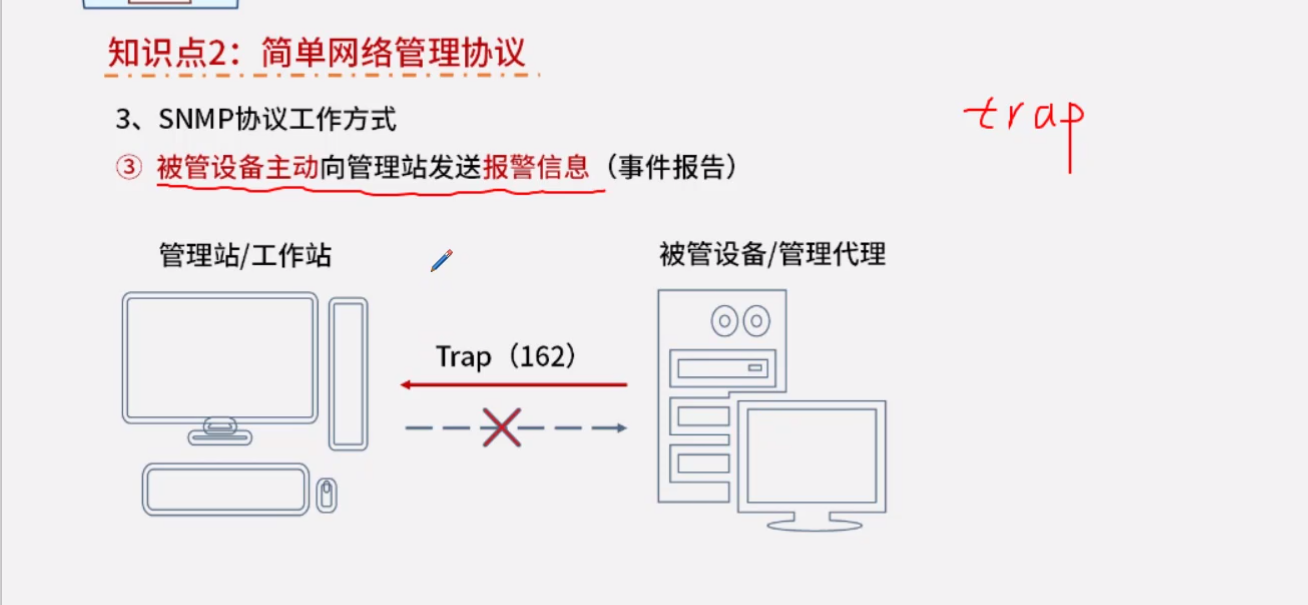 知识点2：简单网络管理协议
3、SNMP协议工作方式
trap
③ 被管设备主动向管理站发送报警信息（事件报告）
管理站/工作站
被管设备/管理代理
Trap（162）